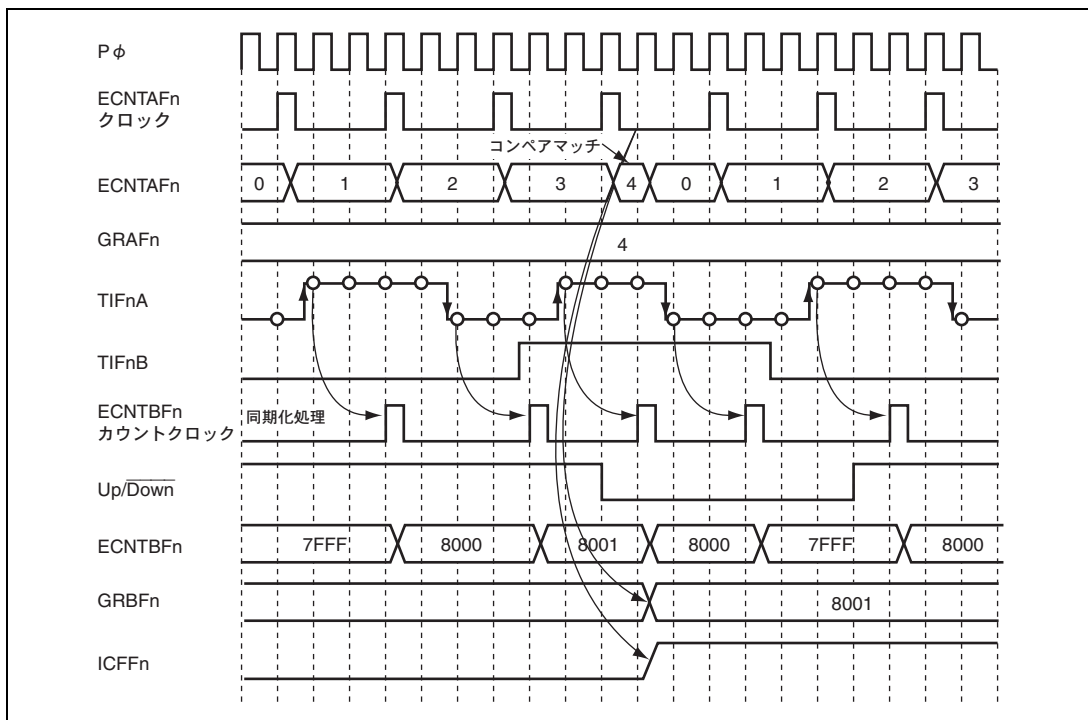 Pφ
ECNTAFn
クロック
コンペアマッチ
ECNTAFn
0 1 2 3 4 0 1 2 3
GRAFn
4
TIFnA
TIFnB
ECNTBFn
カウントクロック
同期化処理
Up/Down
ECNTBFn
7FFF 8000 8001 8000 7FFF 8000
GRBFn
8001
ICFFn